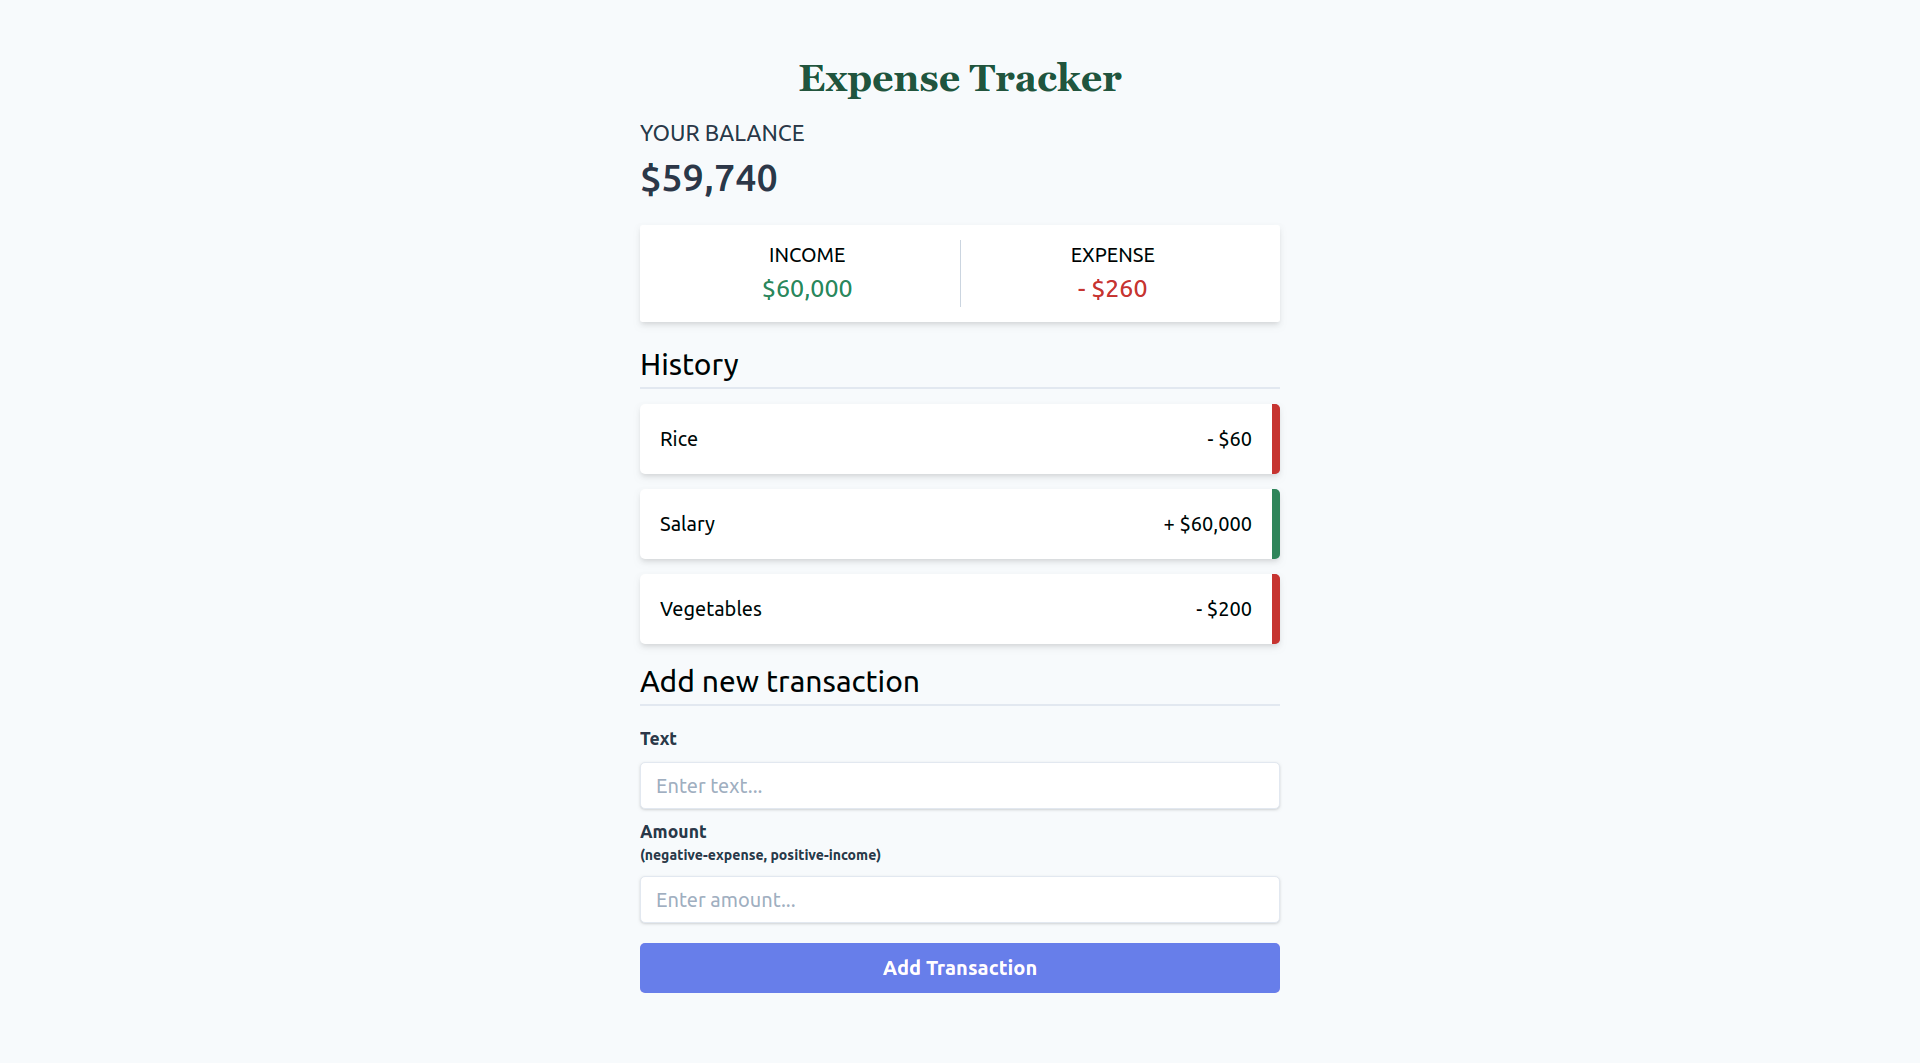 Expense Tracker
YOUR BALANCE
$59,740
INCOME EXPENSE
$60,000 - $260
History
Rice - $60
Salary + $60,000
Vegetables - $200
Add new transaction
Text
Enter text...
Amount
(negative-expense, positive-income)
Enter amount...
Add Transaction